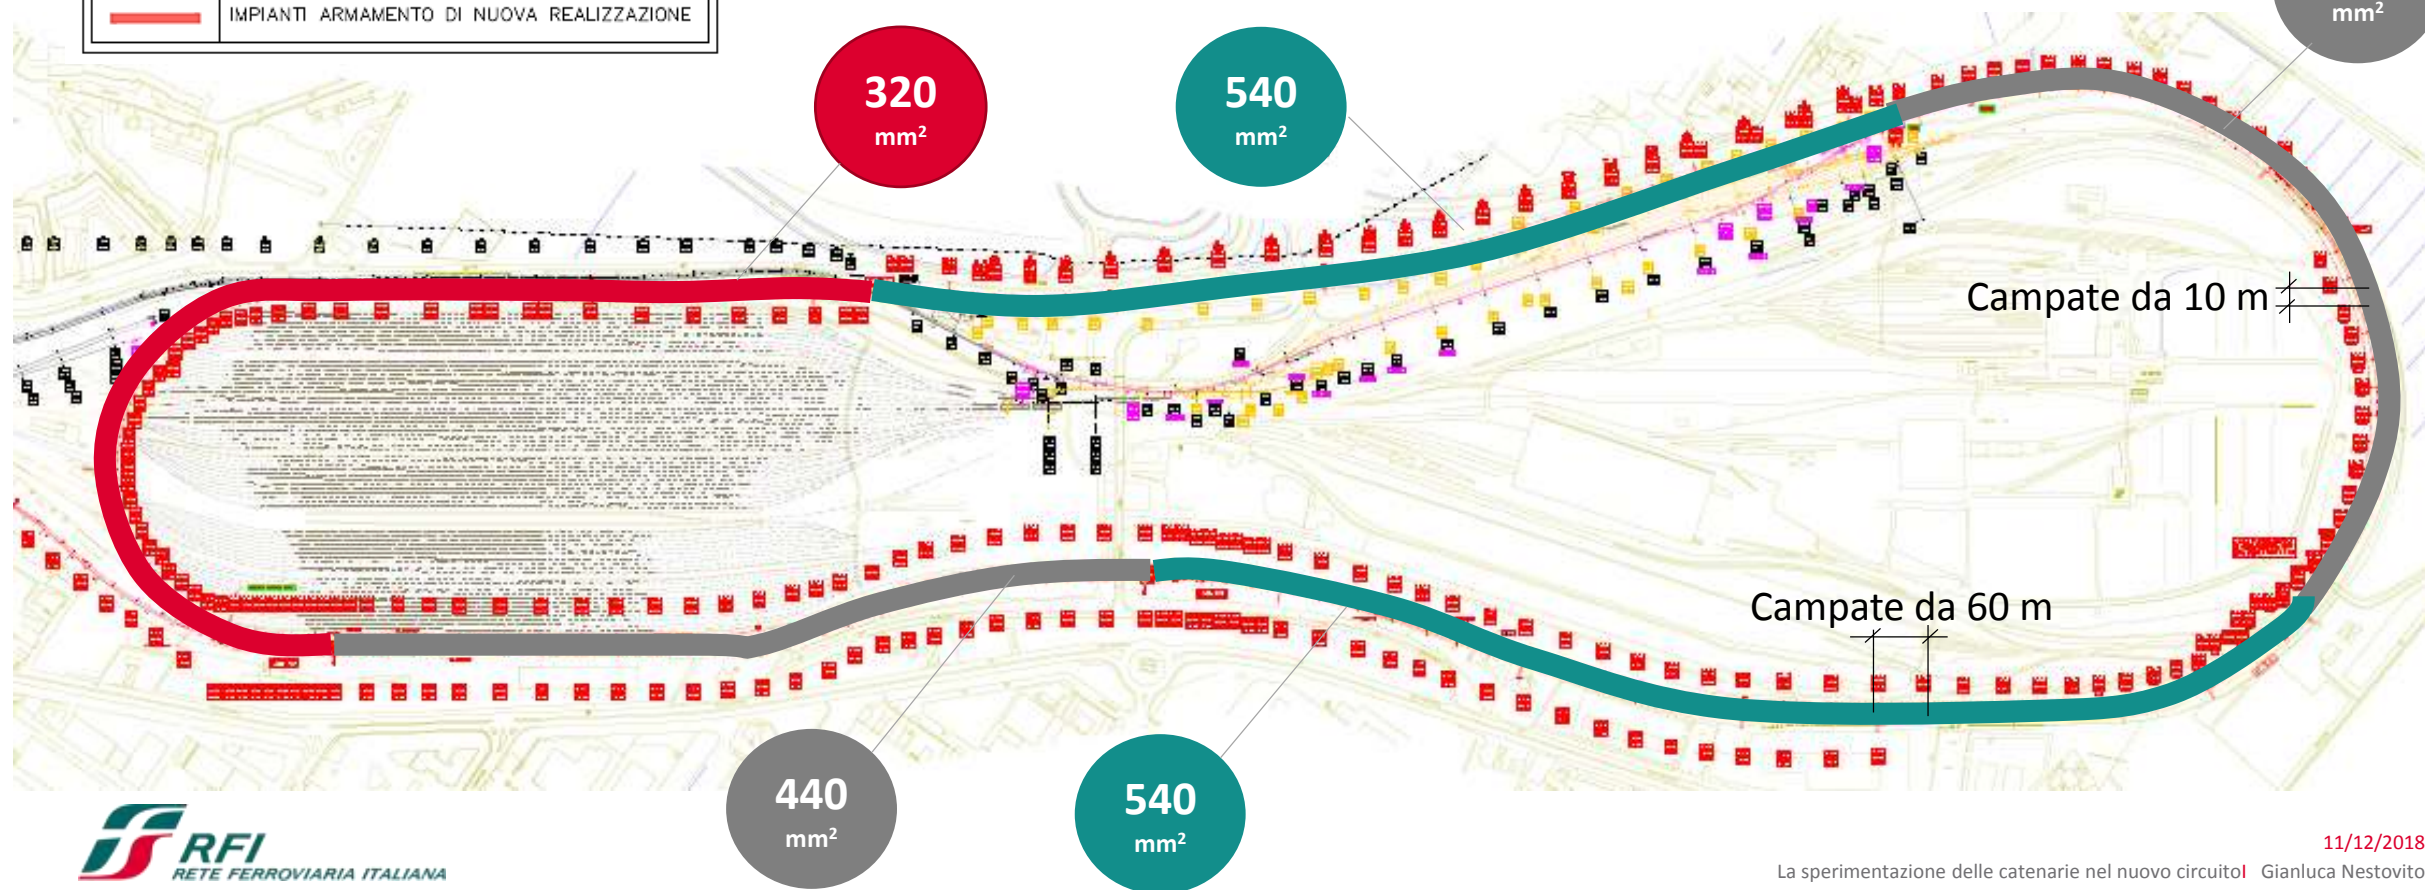 IMPIANTI ARMAMENTO DI NUOVA REALIZZAZIONE
mm²
320
mm²
540
mm²
Campate da 10 m
Campate da 60 m
440
mm²
540
mm²
RFI
RETE FERROVIARIA ITALIANA
11/12/2018
La sperimentazione delle catenarie nel nuovo circuito| Gianluca Nestovito